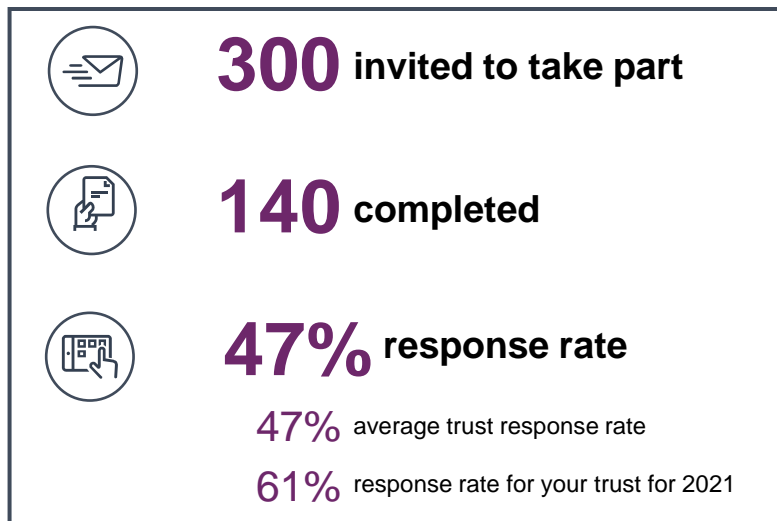 300 invited to take part
140 completed
47% response rate
47% average trust response rate
61% response rate for your trust for 2021